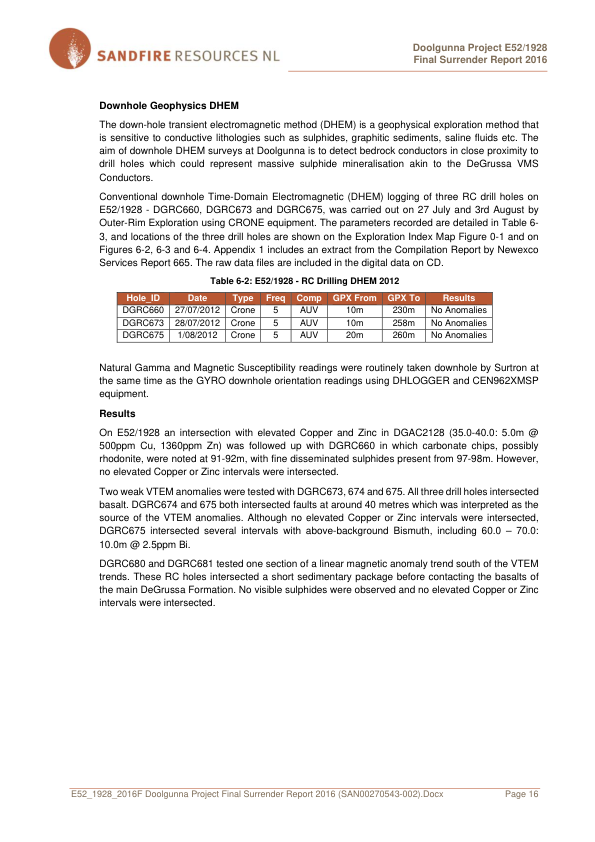 SANDFIRE RESOURCES NL
Doolgunna Project E52/1928
Final Surrender Report 2016
Downhole Geophysics DHEM
The down-hole transient electromagnetic method (DHEM) is a geophysical exploration method that
is sensitive to conductive lithologies such as sulphides, graphitic sediments, saline fluids etc. The
aim of downhole DHEM surveys at Doolgunna is to detect bedrock conductors in close proximity to
drill holes which could represent massive sulphide mineralisation akin to the DeGrussa VMS
Conductors.
Conventional downhole Time-Domain Electromagnetic (DHEM) logging of three RC drill holes on
E52/1928 - DGRC660, DGRC673 and DGRC675, was carried out on 27 July and 3rd August by
Outer-Rim Exploration using CRONE equipment. The parameters recorded are detailed in Table 6-
3, and locations of the three drill holes are shown on the Exploration Index Map Figure 0-1 and on
Figures 6-2, 6-3 and 6-4. Appendix 1 includes an extract from the Compilation Report by Newexco
Services Report 665. The raw data files are included in the digital data on CD.
Table 6-2: E52/1928 - RC Drilling DHEM 2012
Hole_ID Date Type Freq Comp GPX From GPX To Results
DGRC660 27/07/2012 Crone 5 AUV 10m 230m No Anomalies
DGRC673 28/07/2012 Crone 5 AUV 10m 258m No Anomalies
DGRC675 1/08/2012 Crone 5 AUV 20m 260m No Anomalies
Natural Gamma and Magnetic Susceptibility readings were routinely taken downhole by Surtron at
the same time as the GYRO downhole orientation readings using DHLOGGER and CEN962XMSP
equipment.
Results
On E52/1928 an intersection with elevated Copper and Zinc in DGAC2128 (35.0-40.0: 5.0m @
500ppm Cu, 1360ppm Zn) was followed up with DGRC660 in which carbonate chips, possibly
rhodonite, were noted at 91-92m, with fine disseminated sulphides present from 97-98m. However,
no elevated Copper or Zinc intervals were intersected.
Two weak VTEM anomalies were tested with DGRC673, 674 and 675. All three drill holes intersected
basalt. DGRC674 and 675 both intersected faults at around 40 metres which was interpreted as the
source of the VTEM anomalies. Although no elevated Copper or Zinc intervals were intersected,
DGRC675 intersected several intervals with above-background Bismuth, including 60.0 – 70.0:
10.0m @ 2.5ppm Bi.
DGRC680 and DGRC681 tested one section of a linear magnetic anomaly trend south of the VTEM
trends. These RC holes intersected a short sedimentary package before contacting the basalts of
the main DeGrussa Formation. No visible sulphides were observed and no elevated Copper or Zinc
intervals were intersected.
E52_1928_2016F Doolgunna Project Final Surrender Report 2016 (SAN00270543-002).Docx Page 16